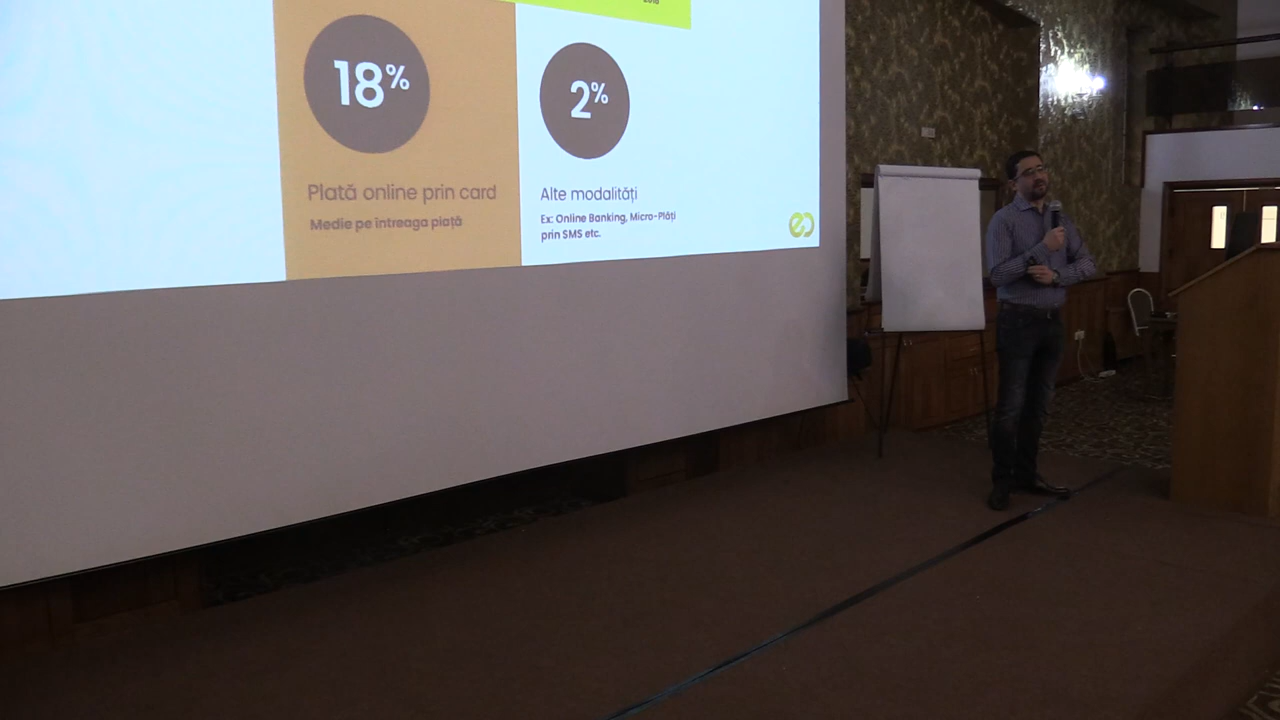 2018
18%
Plată online prin card
Medie pe întreaga piață
2%
Alte modalități
Ex: Online Banking, Micro-Plăți
prin SMS etc.